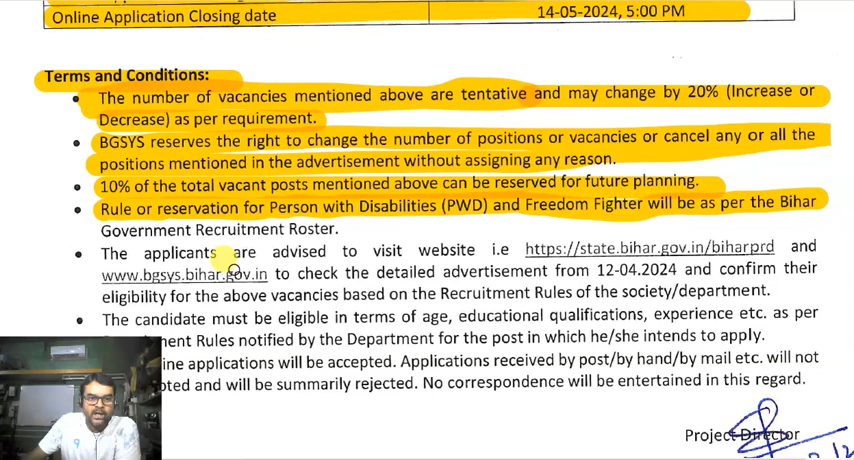 Online Application Closing date 14-05-2024, 5:00 PM
Terms and Conditions:
• The number of vacancies mentioned above are tentative and may change by 20% (Increase or
Decrease) as per requirement.
• BGSYS reserves the right to change the number of positions or vacancies or cancel any or all the
positions mentioned in the advertisement without assigning any reason.
• 10% of the total vacant posts mentioned above can be reserved for future planning.
• Rule or reservation for Person with Disabilities (PWD) and Freedom Fighter will be as per the Bihar
Government Recruitment Roster.
• The applicants are advised to visit website i.e https://state.bihar.gov.in/biharprd and
www.bgsys.bihar.gov.in to check the detailed advertisement from 12-04.2024 and confirm their
eligibility for the above vacancies based on the Recruitment Rules of the society/department.
• The candidate must be eligible in terms of age, educational qualifications, experience etc. as per
Rules notified by the Department for the post in which he/she intends to apply.
applications will be accepted. Applications received by post/by hand/by mail etc. will not
and will be summarily rejected. No correspondence will be entertained in this regard.
Project Director